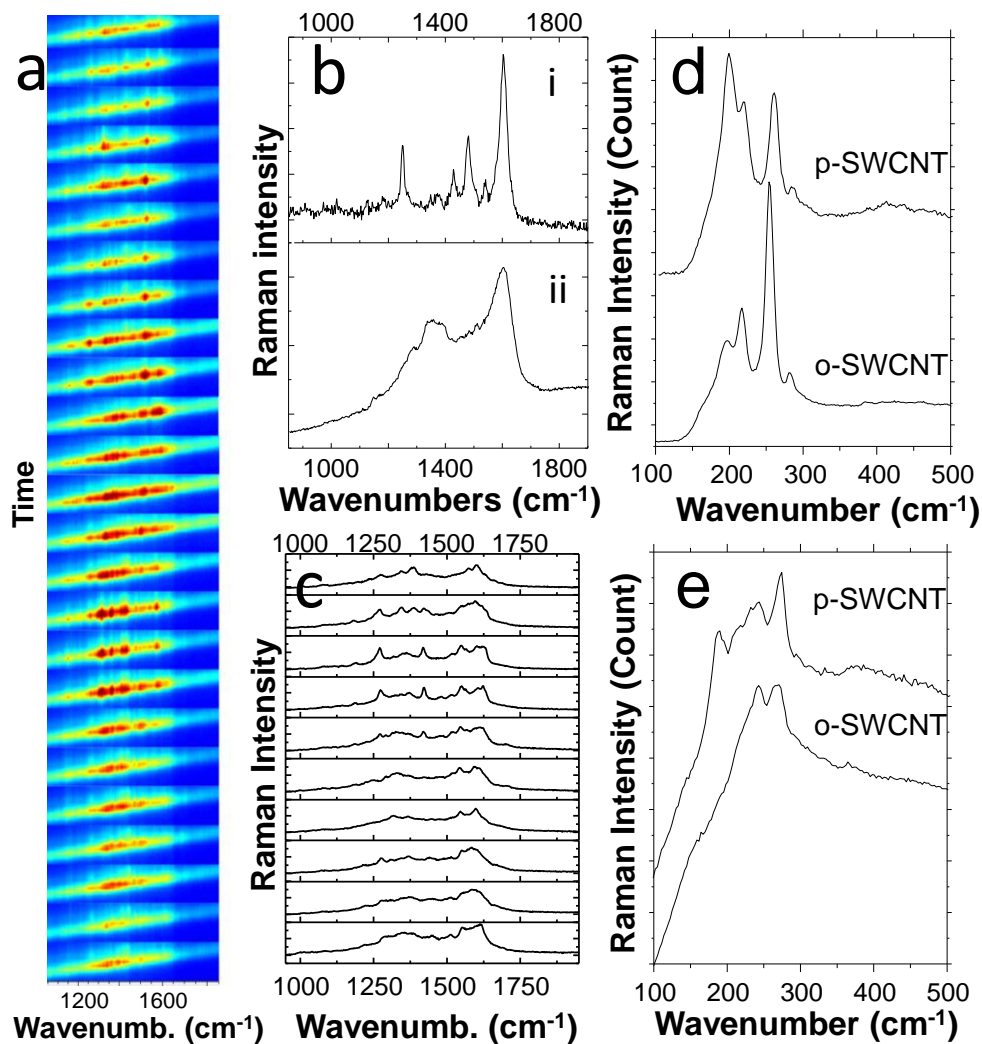 a
Time
1200 1600
Wavenumb. (cm-1)
1000 1400 1800
b
i
ii
Raman intensity
1000 1400 1800
Wavenumbers (cm-1)
1000 1250 1500 1750
c
Raman Intensity
1000 1250 1500 1750
Wavenumb. (cm-1)
d
p-SWCNT
o-SWCNT
Raman Intensity (Count)
100 200 300 400 500
Wavenumber (cm-1)
e
p-SWCNT
o-SWCNT
Raman Intensity (Count)
100 200 300 400 500
Wavenumber (cm-1)